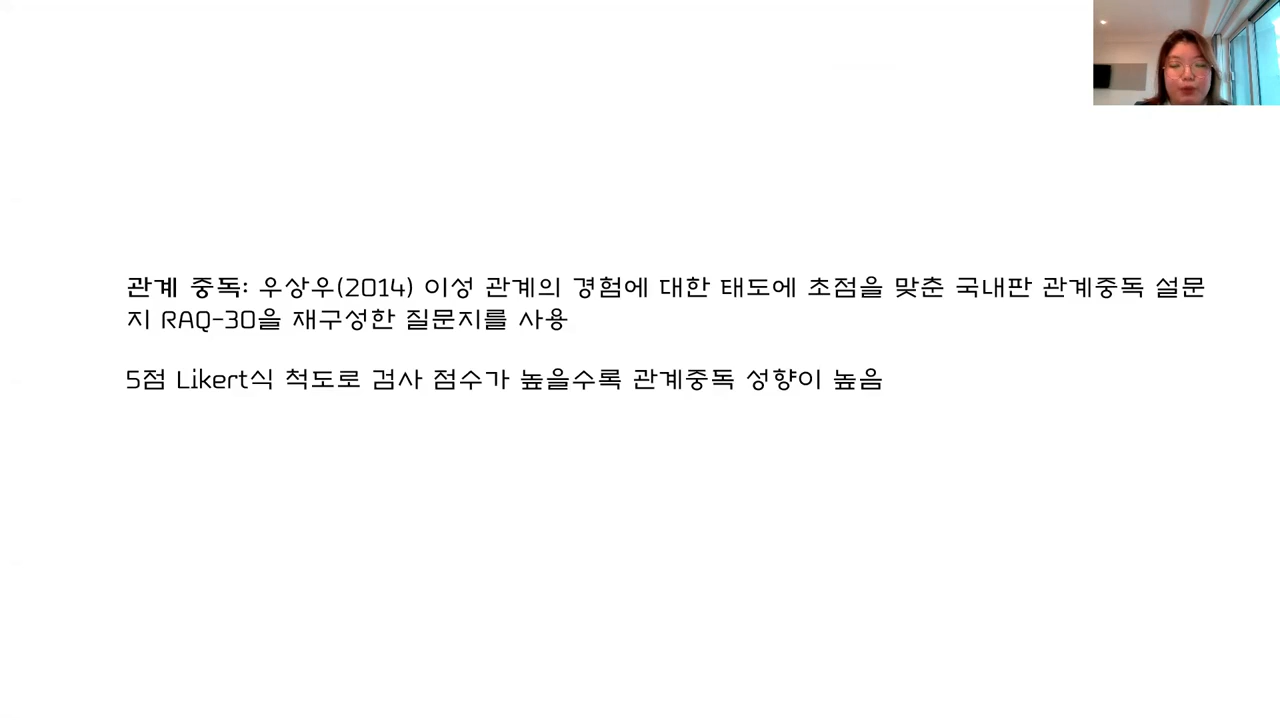 관계 중독: 우상우(2014) 이성 관계의 경험에 대한 태도에 초점을 맞춘 국내판 관계중독 설문
지 RAQ-30을 재구성한 질문지를 사용
5점 Likert식 척도로 검사 점수가 높을수록 관계중독 성향이 높음